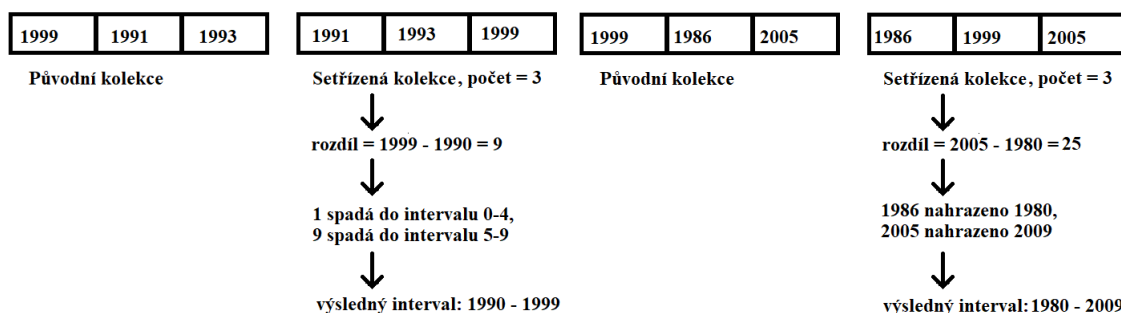 1999 1991 1993
Původní kolekce
1991 1993 1999
Setřízená kolekce, počet = 3
rozdíl = 1999 - 1990 = 9
1 spadá do intervalu 0-4,
9 spadá do intervalu 5-9
výsledný interval: 1990 - 1999
1999 1986 2005
Původní kolekce
1986 1999 2005
Setřízená kolekce, počet = 3
rozdíl = 2005 - 1980 = 25
1986 nahrazeno 1980,
2005 nahrazeno 2009
výsledný interval: 1980 - 2009